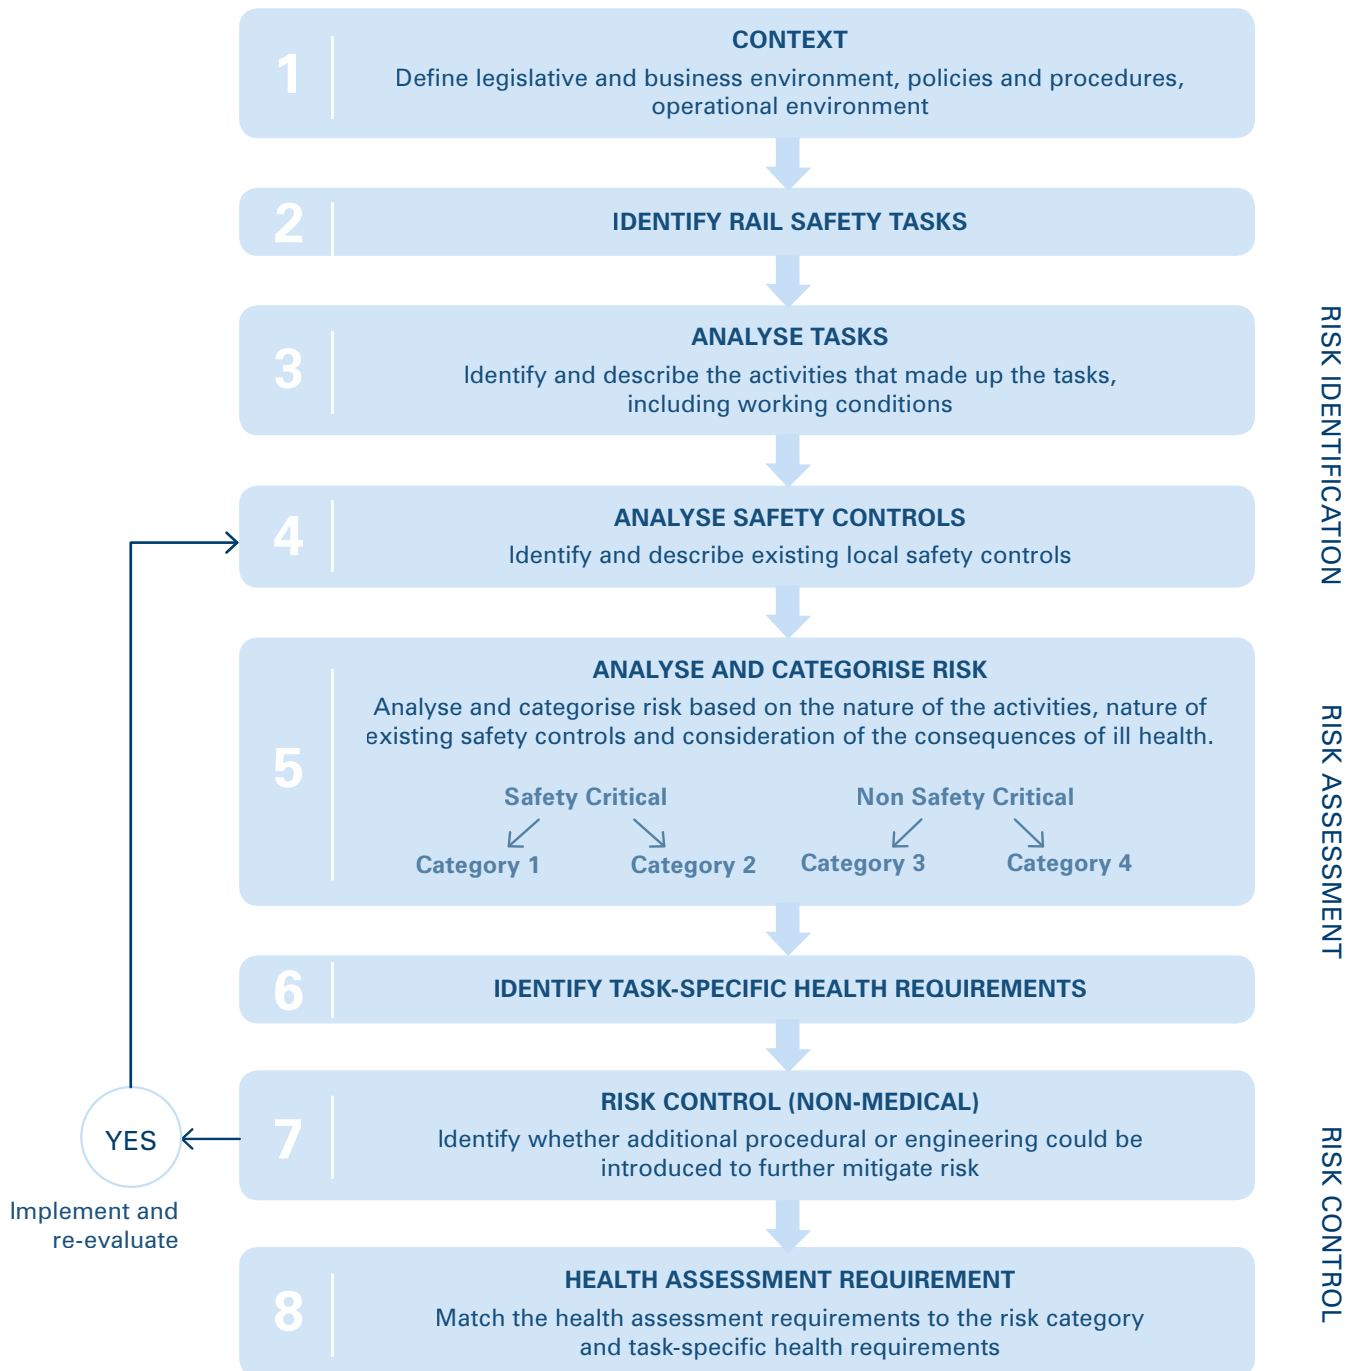 1
CONTEXT
Define legislative and business environment, policies and procedures,
operational environment
2
IDENTIFY RAIL SAFETY TASKS
3
ANALYSE TASKS
Identify and describe the activities that made up the tasks,
including working conditions
RISK IDENTIFICATION
4
ANALYSE SAFETY CONTROLS
Identify and describe existing local safety controls
5
ANALYSE AND CATEGORISE RISK
Analyse and categorise risk based on the nature of the activities, nature of
existing safety controls and consideration of the consequences of ill health.
Safety Critical
Non Safety Critical
Category 1
Category 2
Category 3
Category 4
RISK ASSESSMENT
6
IDENTIFY TASK-SPECIFIC HEALTH REQUIREMENTS
7
RISK CONTROL (NON-MEDICAL)
Identify whether additional procedural or engineering could be
introduced to further mitigate risk
YES
Implement and
re-evaluate
RISK CONTROL
8
HEALTH ASSESSMENT REQUIREMENT
Match the health assessment requirements to the risk category
and task-specific health requirements